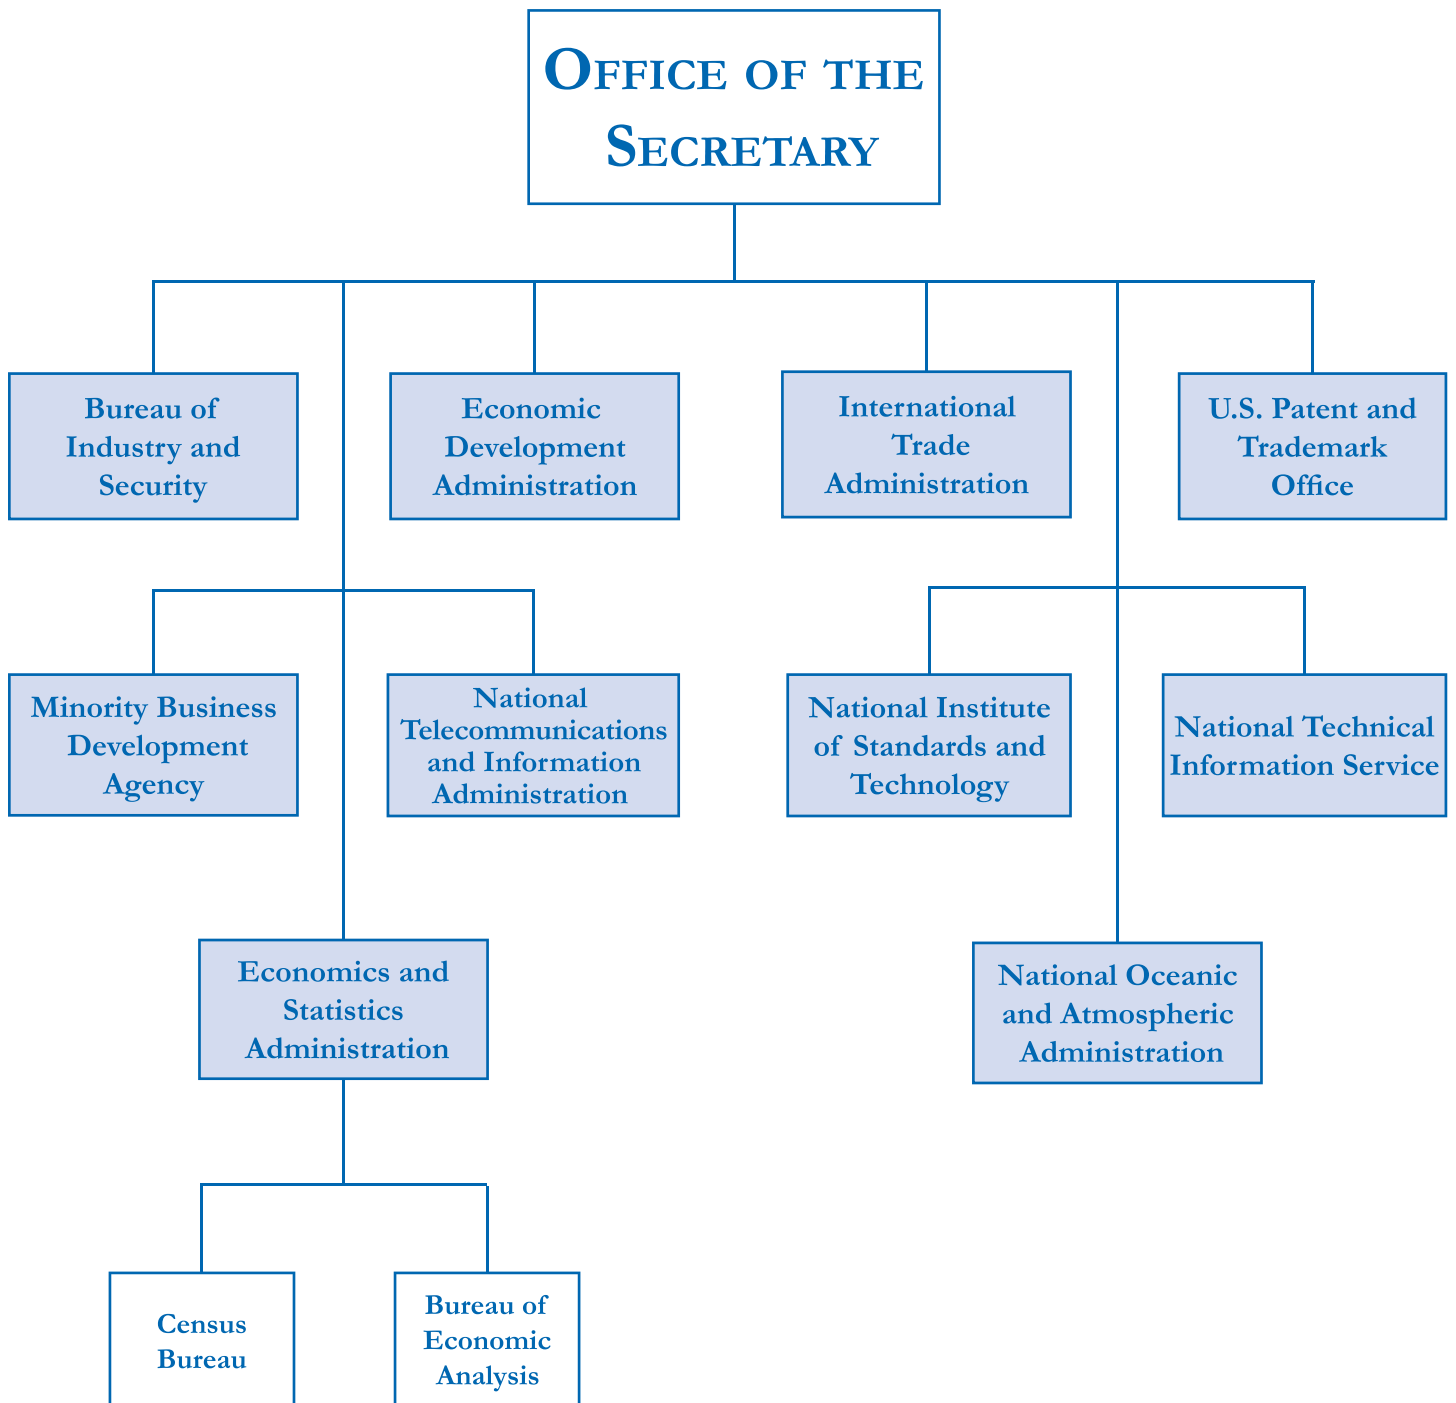 OFFICE OF THE
SECRETARY
Bureau of
Industry and
Security
Economic
Development
Administration
International
Trade
Administration
U.S. Patent and
Trademark
Office
Minority Business
Development
Agency
National
Telecommunications
and Information
Administration
National Institute
of Standards and
Technology
National Technical
Information Service
Economics and
Statistics
Administration
National Oceanic
and Atmospheric
Administration
Census
Bureau
Bureau of
Economic
Analysis